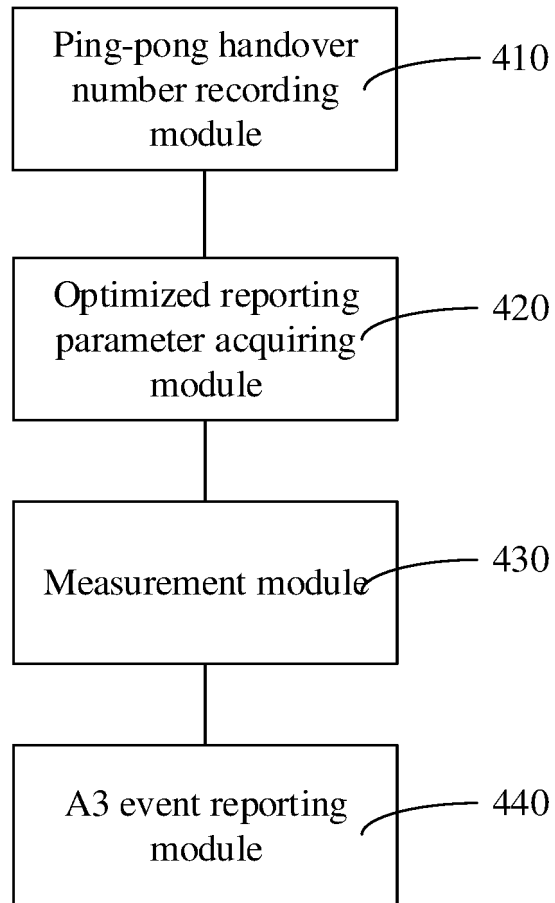 Ping-pong handover
number recording
module
410
Optimized reporting
parameter acquiring
module
420
Measurement module
430
A3 event reporting
module
440